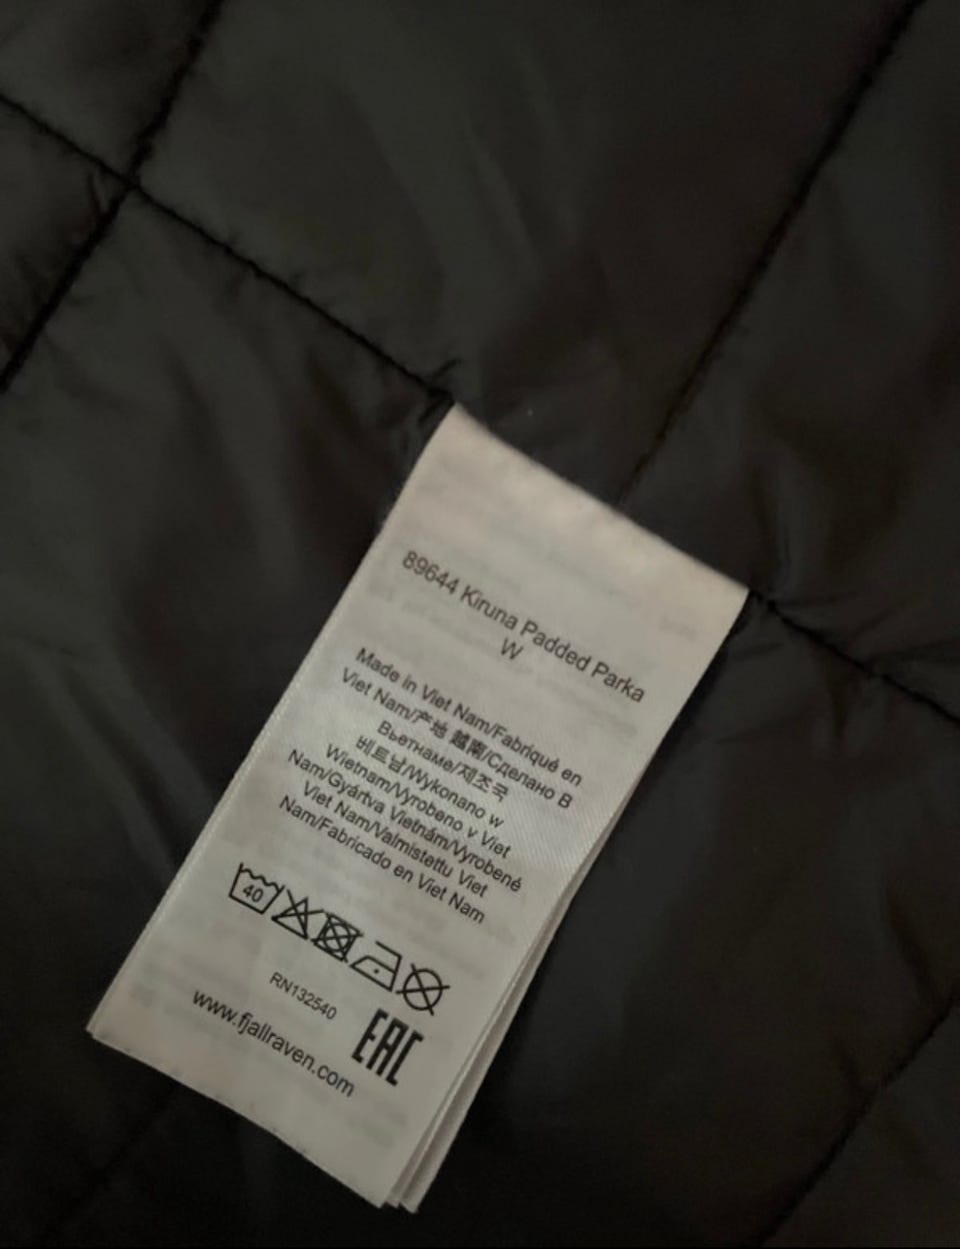 89644 Kiruna Padded Parka
W
Made in Viet Nam/Fabriqué en
Viet Nam/产地 越南/Сделано В
Вьетнаме/제조국
베트남/Wykonano w
Wietnam/Vyrobeno v Viet
Nam/Gyártva Vietnám/Vyrobené
Viet Nam/Valmistettu Viet
Nam/Fabricado en Viet Nam
40
RN132540
EAC
www.fjallraven.com